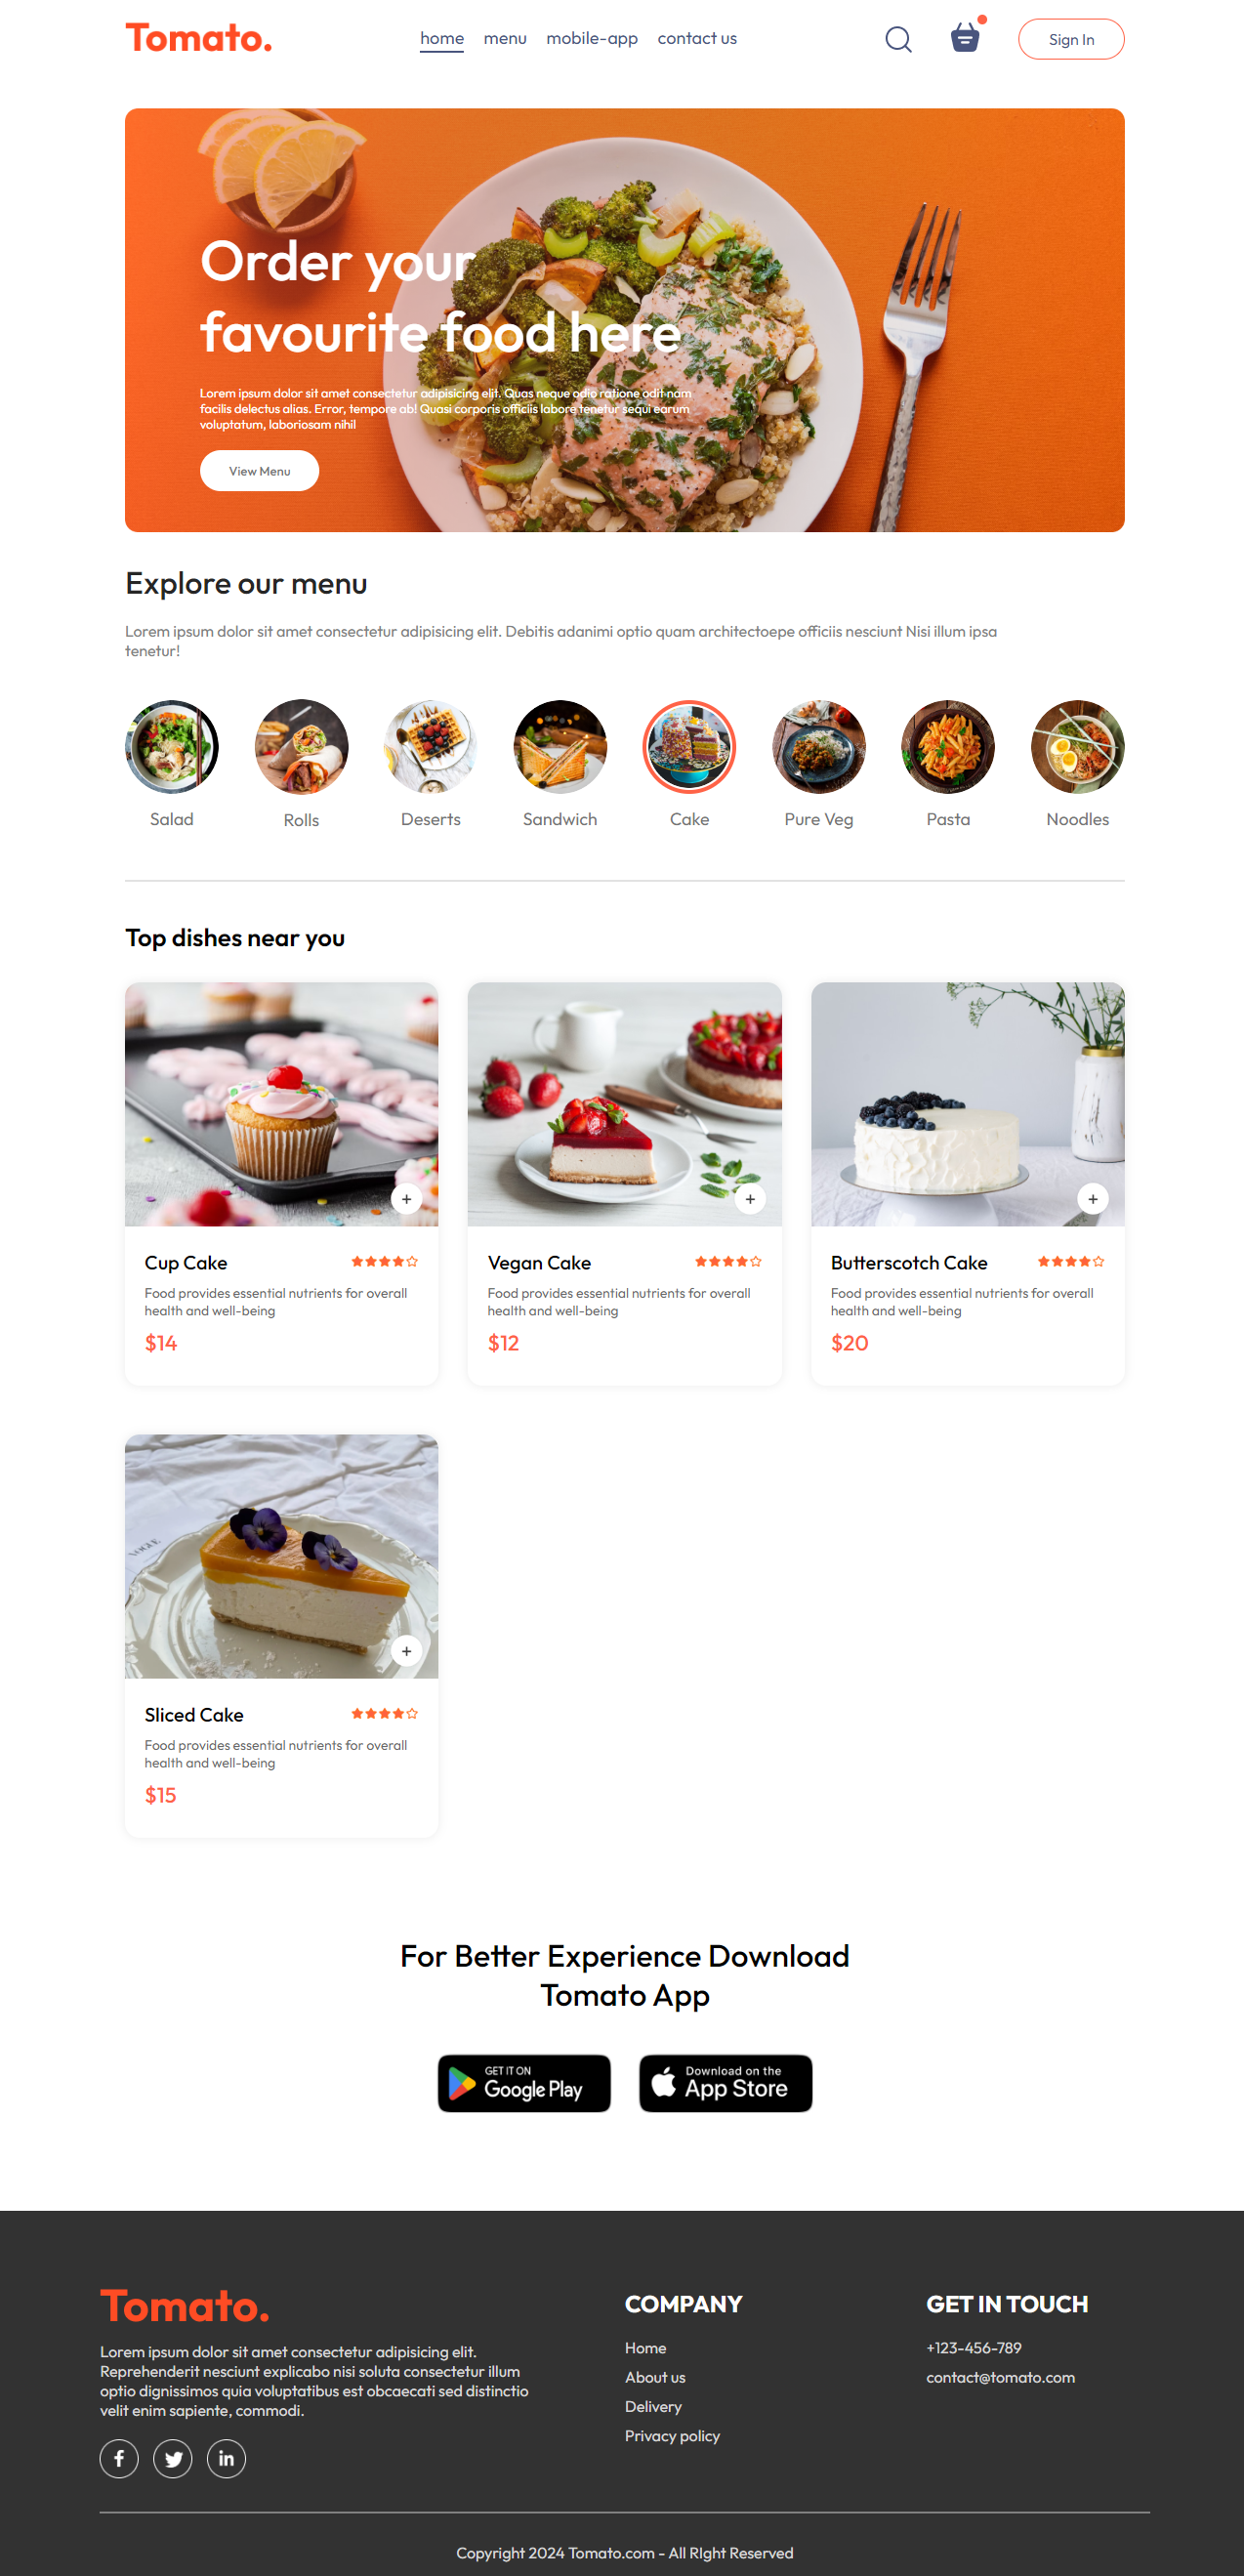 Tomato.
home menu mobile-app contact us
Sign In
Order your
favourite food here
Lorem ipsum dolor sit amet consectetur adipisicing elit. Quas neque odio ratione odit nam
facilis delectus alias. Error, tempore ab! Quasi corporis officiis labore tenetur sequi earum
voluptatum, laboriosam nihil
View Menu
Explore our menu
Lorem ipsum dolor sit amet consectetur adipisicing elit. Debitis adanimi optio quam architectoepe officiis nesciunt Nisi illum ipsa
tenetur!
Salad Rolls Deserts Sandwich Cake Pure Veg Pasta Noodles
Top dishes near you
+ + +
Cup Cake
Food provides essential nutrients for overall
health and well-being
$14
Vegan Cake
Food provides essential nutrients for overall
health and well-being
$12
Butterscotch Cake
Food provides essential nutrients for overall
health and well-being
$20
VOGUE
+
Sliced Cake
Food provides essential nutrients for overall
health and well-being
$15
For Better Experience Download
Tomato App
GET IT ON
Google Play
Download on the
App Store
Tomato.
Lorem ipsum dolor sit amet consectetur adipisicing elit.
Reprehenderit nesciunt explicabo nisi soluta consectetur illum
optio dignissimos quia voluptatibus est obcaecati sed distinctio
velit enim sapiente, commodi.
f in
COMPANY
Home
About us
Delivery
Privacy policy
GET IN TOUCH
+123-456-789
contact@tomato.com
Copyright 2024 Tomato.com - All RIght Reserved